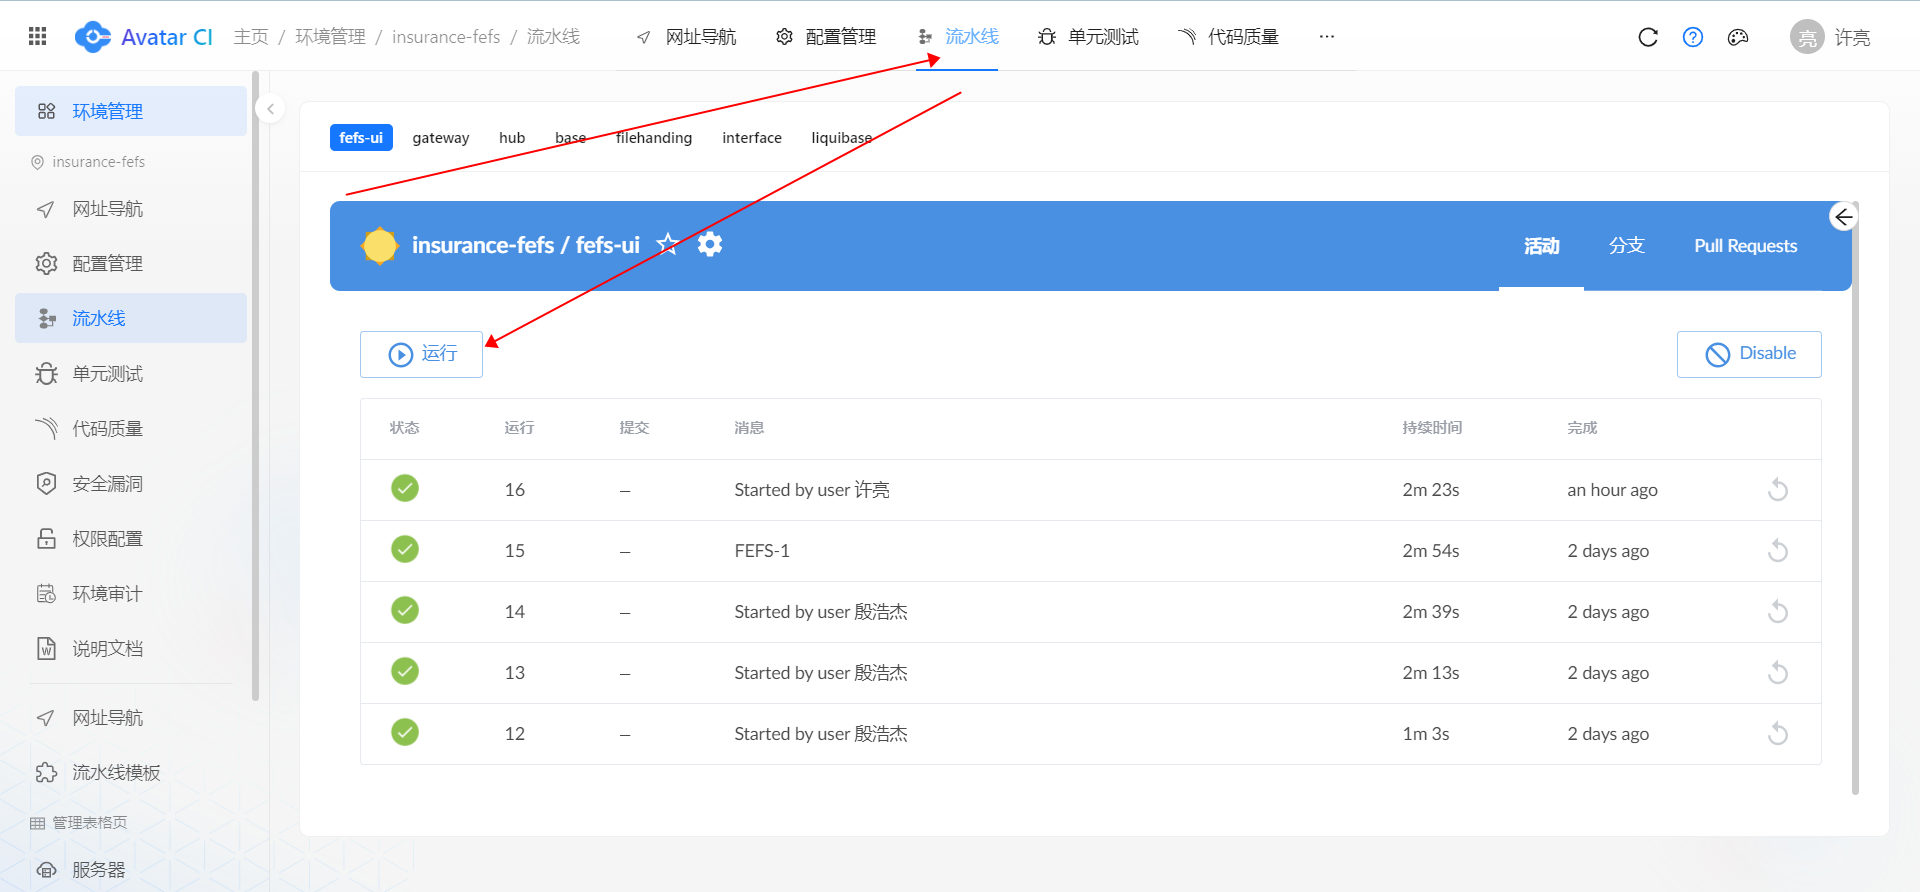 Avatar CI 主页 / 环境管理 / insurance-fefs / 流水线 网址导航 配置管理 流水线 单元测试 代码质量 ... 亮 许亮
环境管理
insurance-fefs
网址导航
配置管理
流水线
单元测试
代码质量
安全漏洞
权限配置
环境审计
说明文档
网址导航
流水线模板
管理表格页
服务器
fefs-ui gateway hub base filehanding interface liquibase
insurance-fefs / fefs-ui 活动 分支 Pull Requests
运行 Disable
状态 运行 提交 消息 持续时间 完成
16 – Started by user 许亮 2m 23s an hour ago
15 – FEFS-1 2m 54s 2 days ago
14 – Started by user 殷浩杰 2m 39s 2 days ago
13 – Started by user 殷浩杰 2m 13s 2 days ago
12 – Started by user 殷浩杰 1m 3s 2 days ago